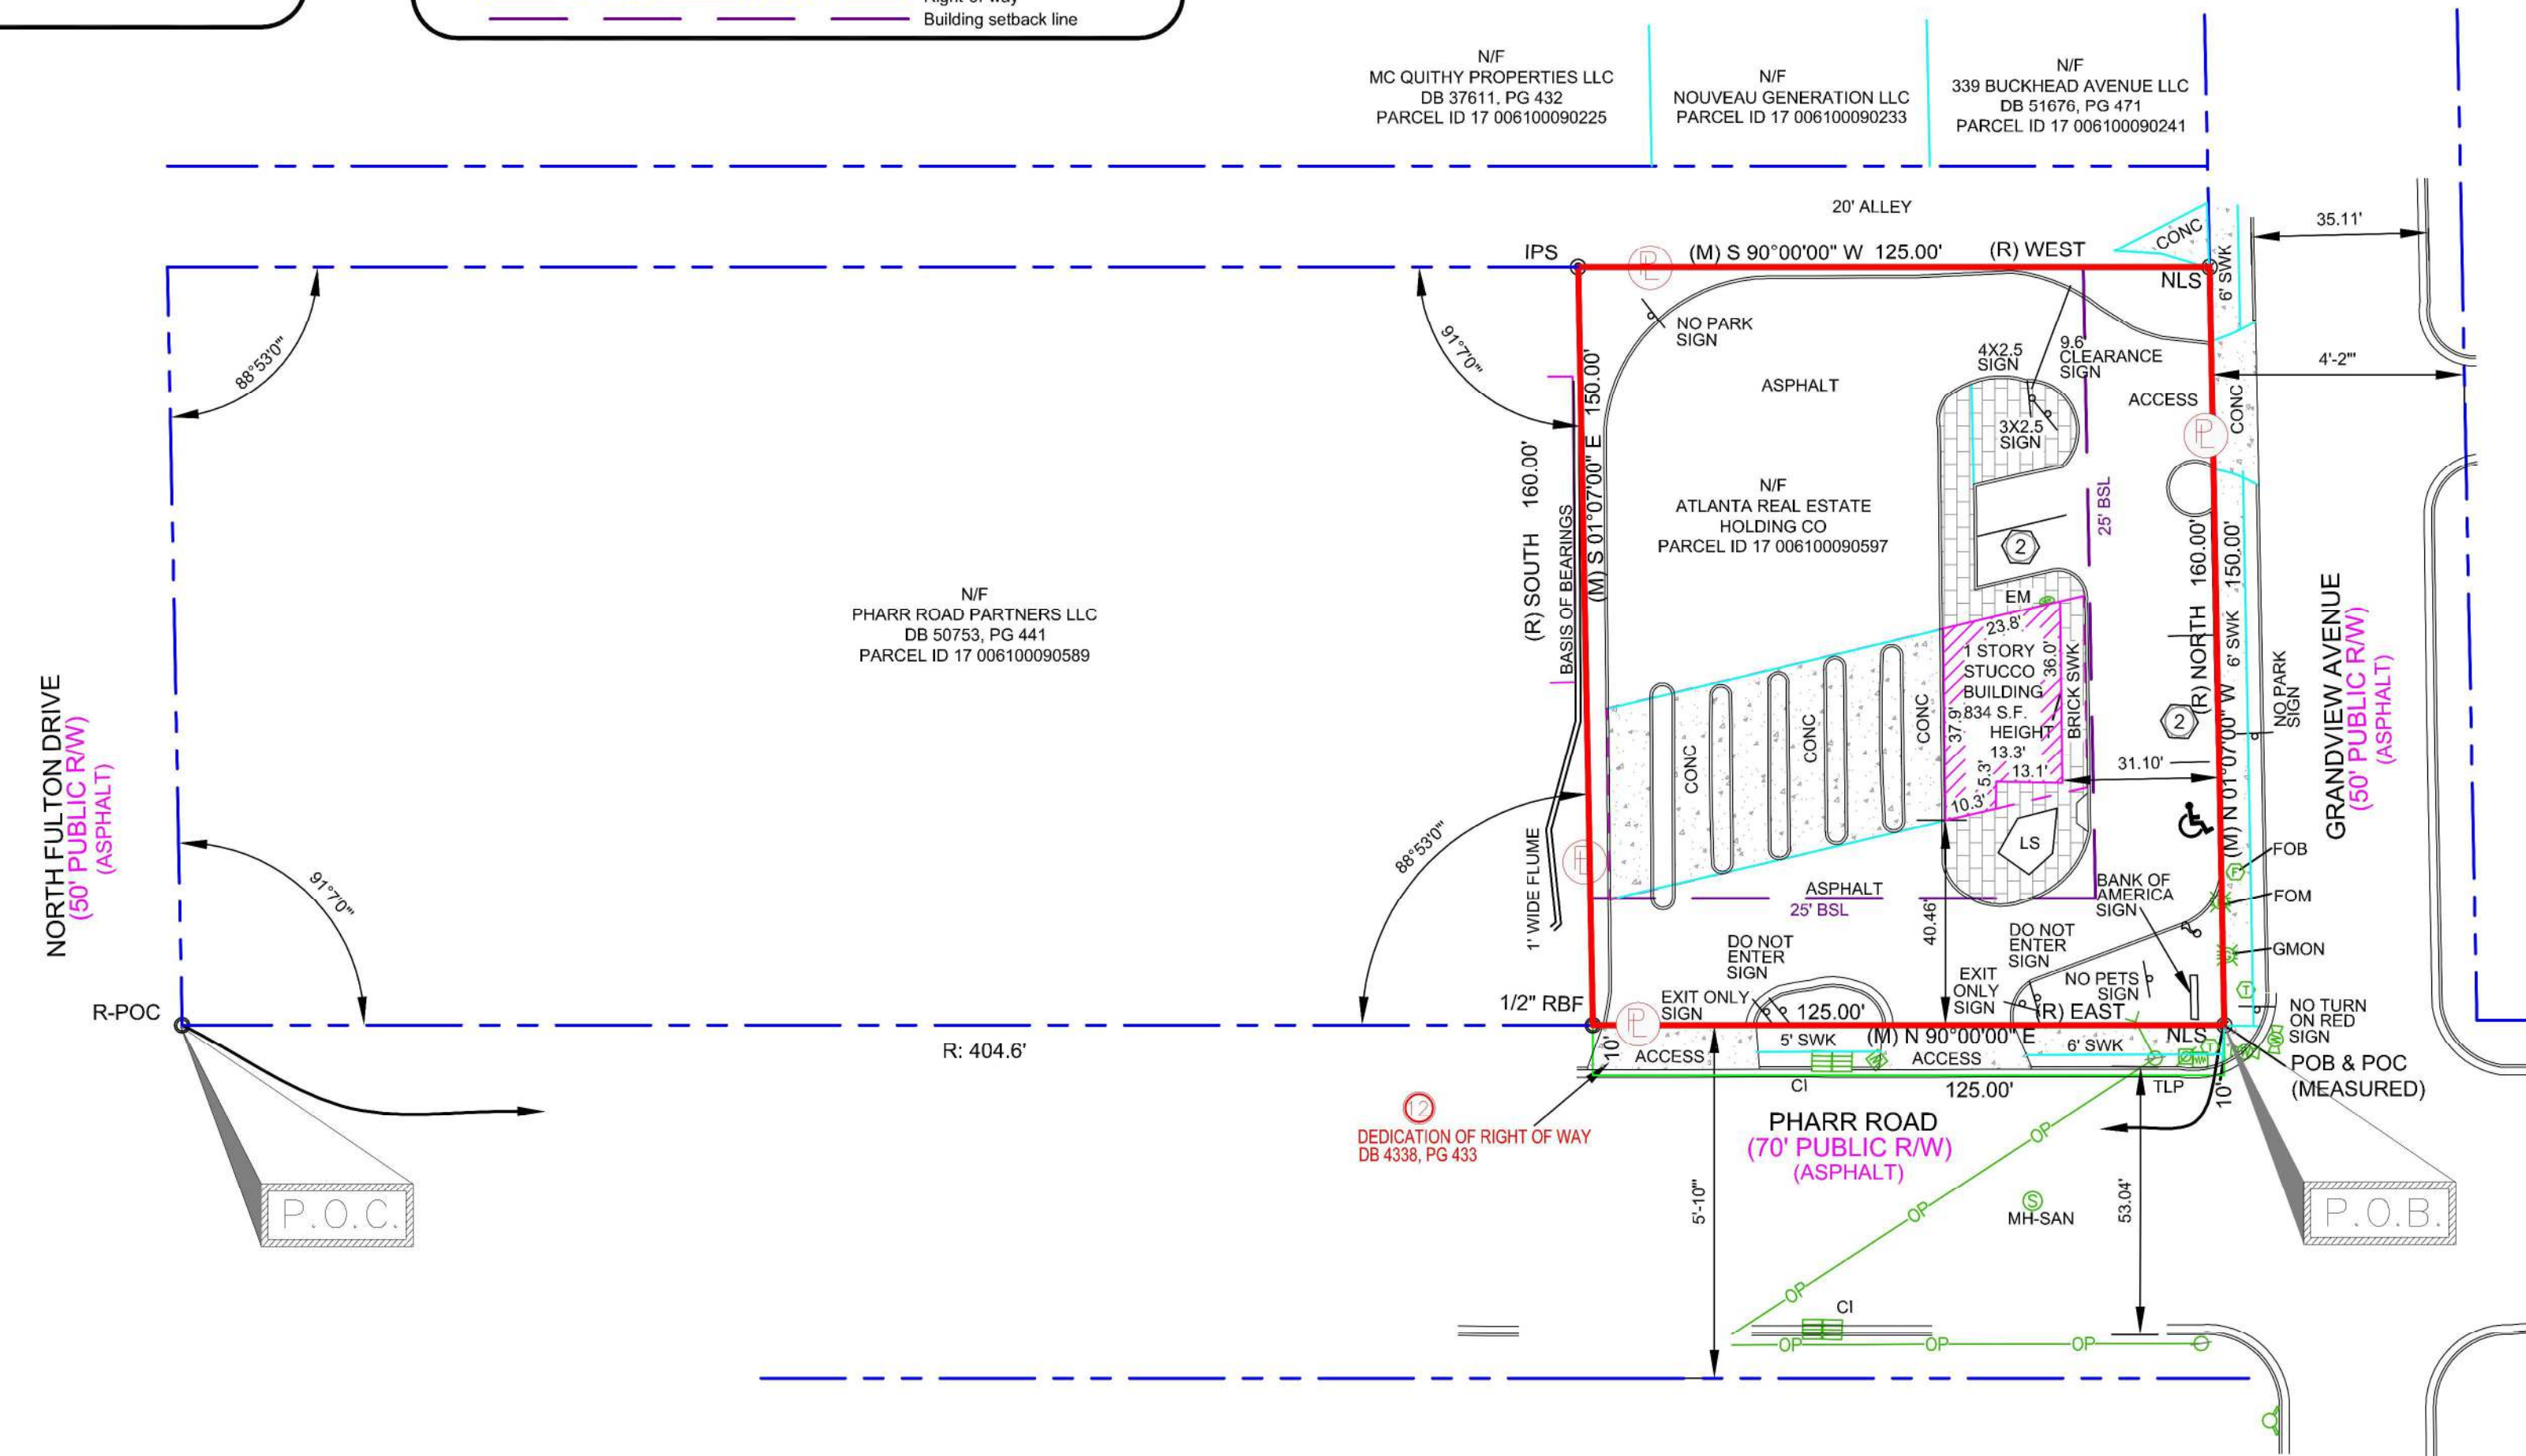 Building setback line
N/F
MC QUITHY PROPERTIES LLC
DB 37611, PG 432
PARCEL ID 17 006100090225
N/F
NOUVEAU GENERATION LLC
PARCEL ID 17 006100090233
N/F
339 BUCKHEAD AVENUE LLC
DB 51676, PG 471
PARCEL ID 17 006100090241
20' ALLEY
35.11'
IPS
PL
(M) S 90°00'00" W 125.00'
(R) WEST
CONC
NLS
6' SWK
88°53'0'"
91°7'0'"
NO PARK
SIGN
ASPHALT
4X2.5
SIGN
9.6
CLEARANCE
SIGN
4'-2'"
ACCESS
CONC
PL
3X2.5
SIGN
(R) SOUTH 160.00'
BASIS OF BEARINGS
(M) S 01°07'00" E 150.00'
N/F
ATLANTA REAL ESTATE
HOLDING CO
PARCEL ID 17 006100090597
25' BSL
2
N/F
PHARR ROAD PARTNERS LLC
DB 50753, PG 441
PARCEL ID 17 006100090589
EM
23.8'
1 STORY
STUCCO
BUILDING
834 S.F.
HEIGHT
13.3'
36.0'
37.9'
5.3'
13.1'
10.3'
BRICK SWK
CONC
CONC
CONC
31.10'
2
(R) NORTH 160.00'
(M) N 01°07'00" W
6' SWK 150.00'
NO PARK
SIGN
GRANDVIEW AVENUE
(50' PUBLIC R/W)
(ASPHALT)
NORTH FULTON DRIVE
(50' PUBLIC R/W)
(ASPHALT)
91°7'0'"
88°53'0'"
1' WIDE FLUME
PL
LS
ASPHALT
25' BSL
40.46'
BANK OF
AMERICA
SIGN
F
FOB
FOM
GMON
T
DO NOT
ENTER
SIGN
DO NOT
ENTER
SIGN
EXIT
ONLY
SIGN
NO PETS
SIGN
R-POC
1/2" RBF
EXIT ONLY
SIGN
PL
125.00'
(R) EAST
NO TURN
ON RED
SIGN
R: 404.6'
10'
ACCESS
5' SWK
(M) N 90°00'00" E
ACCESS
6' SWK
NLS
T
POB & POC
(MEASURED)
CI
125.00'
TLP
10'
12
DEDICATION OF RIGHT OF WAY
DB 4338, PG 433
PHARR ROAD
(70' PUBLIC R/W)
(ASPHALT)
OP
OP
OP
5'-10'"
S
MH-SAN
53.04'
P.O.C.
P.O.B.
CI
OP
OP
OP